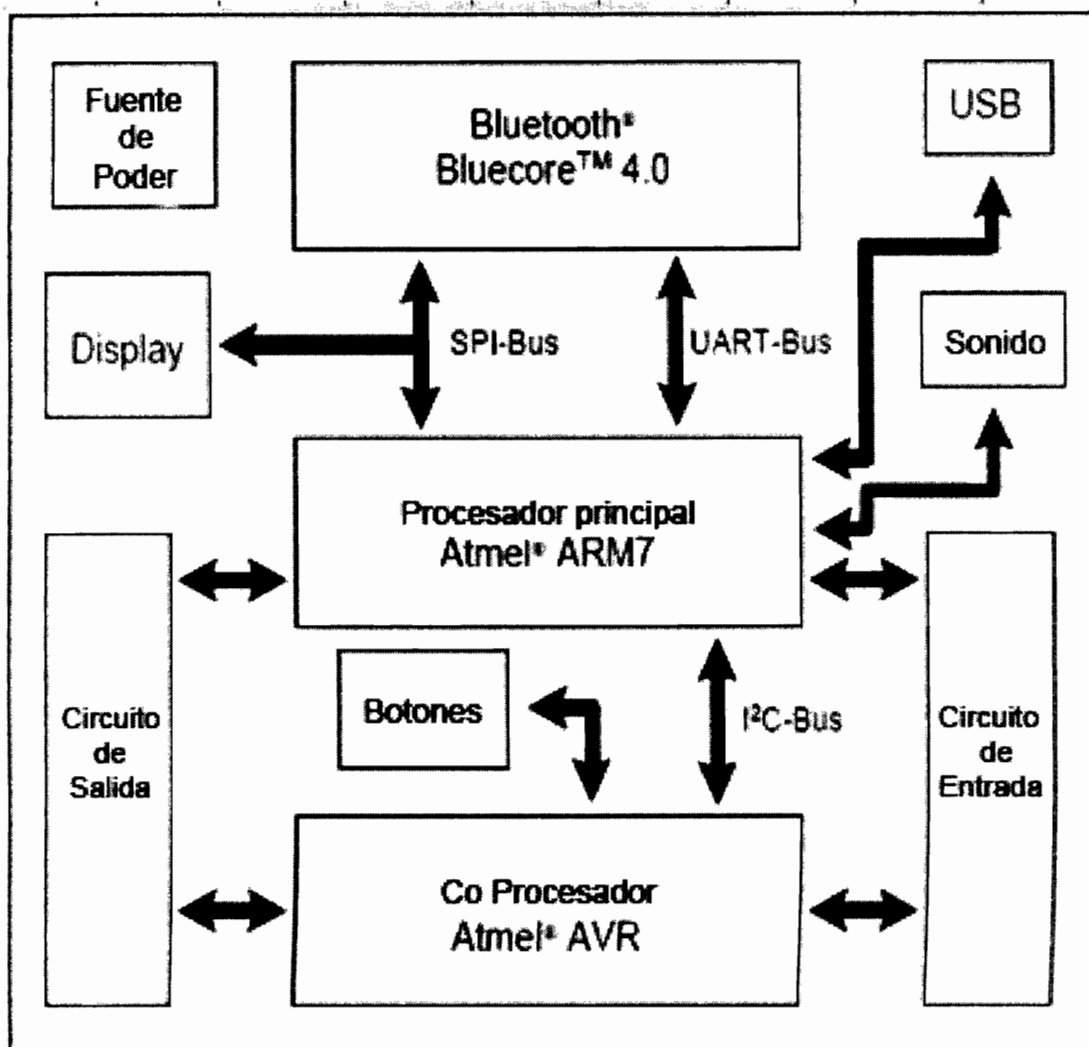 Fuente
de
Poder
Bluetooth®
Bluecore™ 4.0
USB
Display
SPI-Bus
UART-Bus
Sonido
Procesador principal
Atmel® ARM7
Circuito
de
Salida
Botones
I²C-Bus
Circuito
de
Entrada
Co Procesador
Atmel® AVR